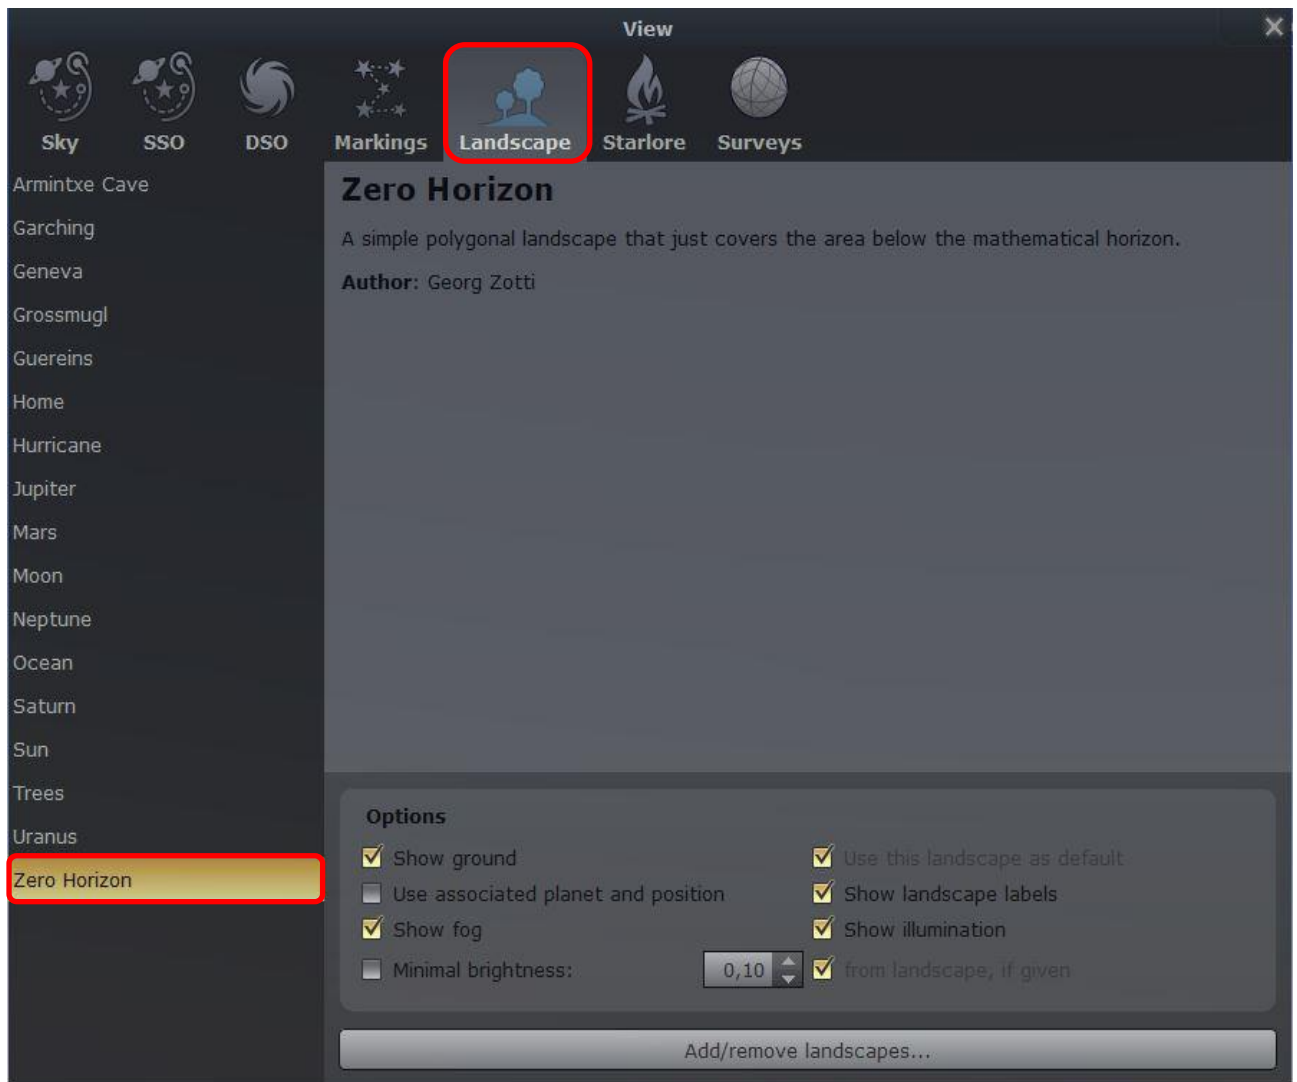 View
Sky SSO DSO Markings Landscape Starlore Surveys
Armintxe Cave
Garching
Geneva
Grossmugl
Guereins
Home
Hurricane
Jupiter
Mars
Moon
Neptune
Ocean
Saturn
Sun
Trees
Uranus
Zero Horizon
Zero Horizon
A simple polygonal landscape that just covers the area below the mathematical horizon.
Author: Georg Zotti
Options
Show ground
Use this landscape as default
Use associated planet and position
Show landscape labels
Show fog
Show illumination
Minimal brightness: 0,10
from landscape, if given
Add/remove landscapes...